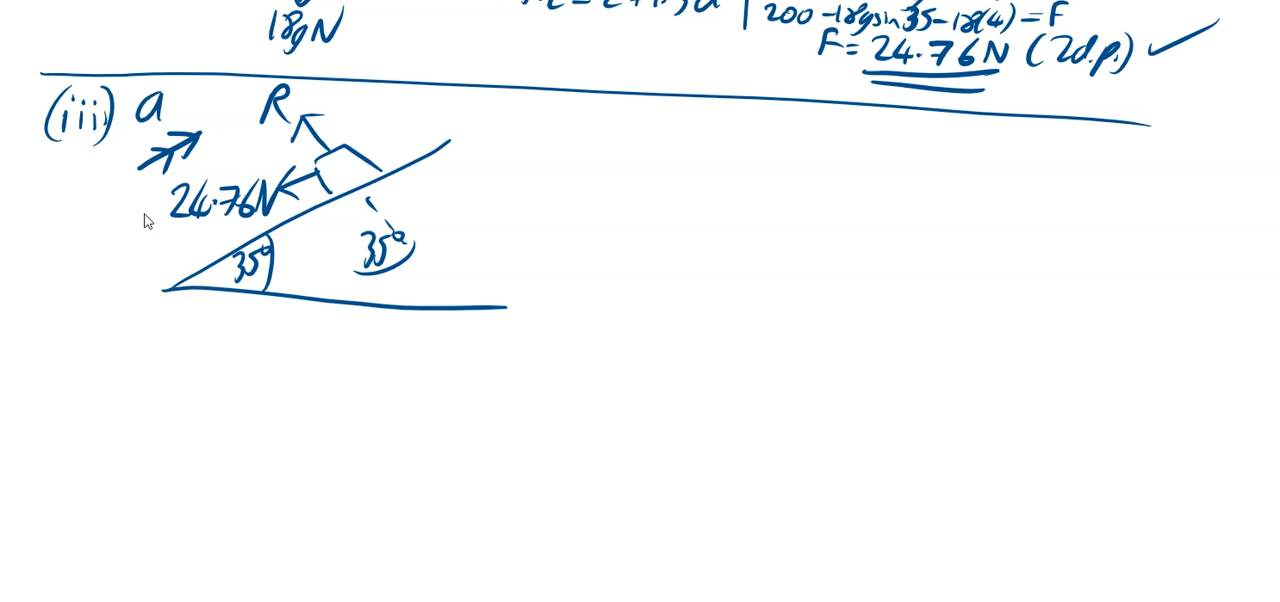 200 - 18g sin 35 - 18(4) = F
18gN
F = 24.76N (2d.p.)
(iii) a R
24.76N
35°
35°